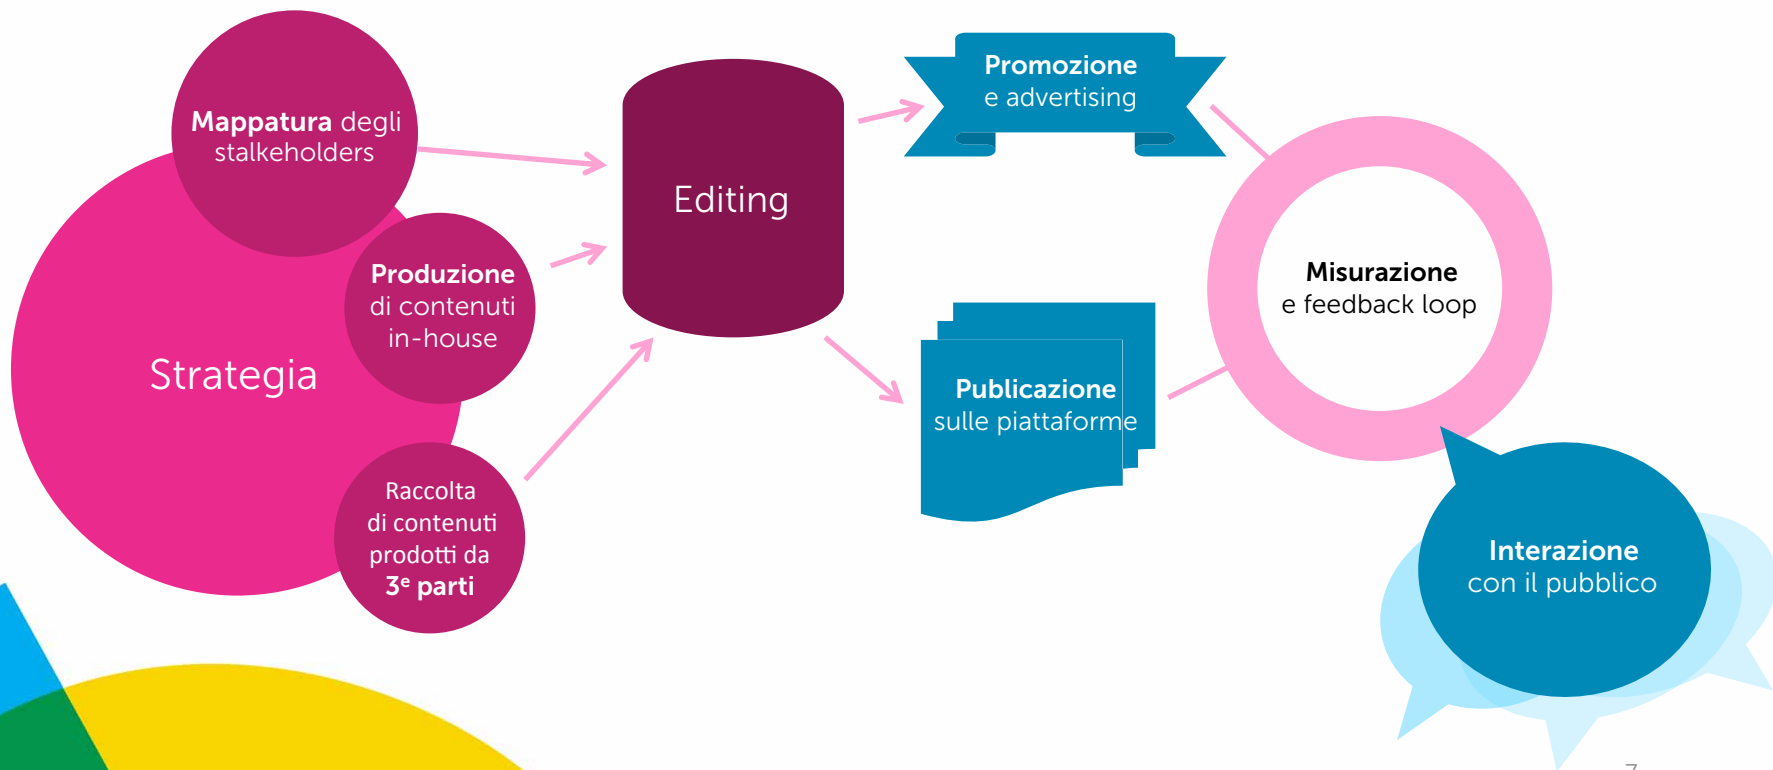 Mappatura degli
stalkeholders
Produzione
di contenuti
in-house
Strategia
Raccolta
di contenuti
prodotti da
3e parti
Editing
Promozione
e advertising
Publicazione
sulle piattaforme
Misurazione
e feedback loop
Interazione
con il pubblico